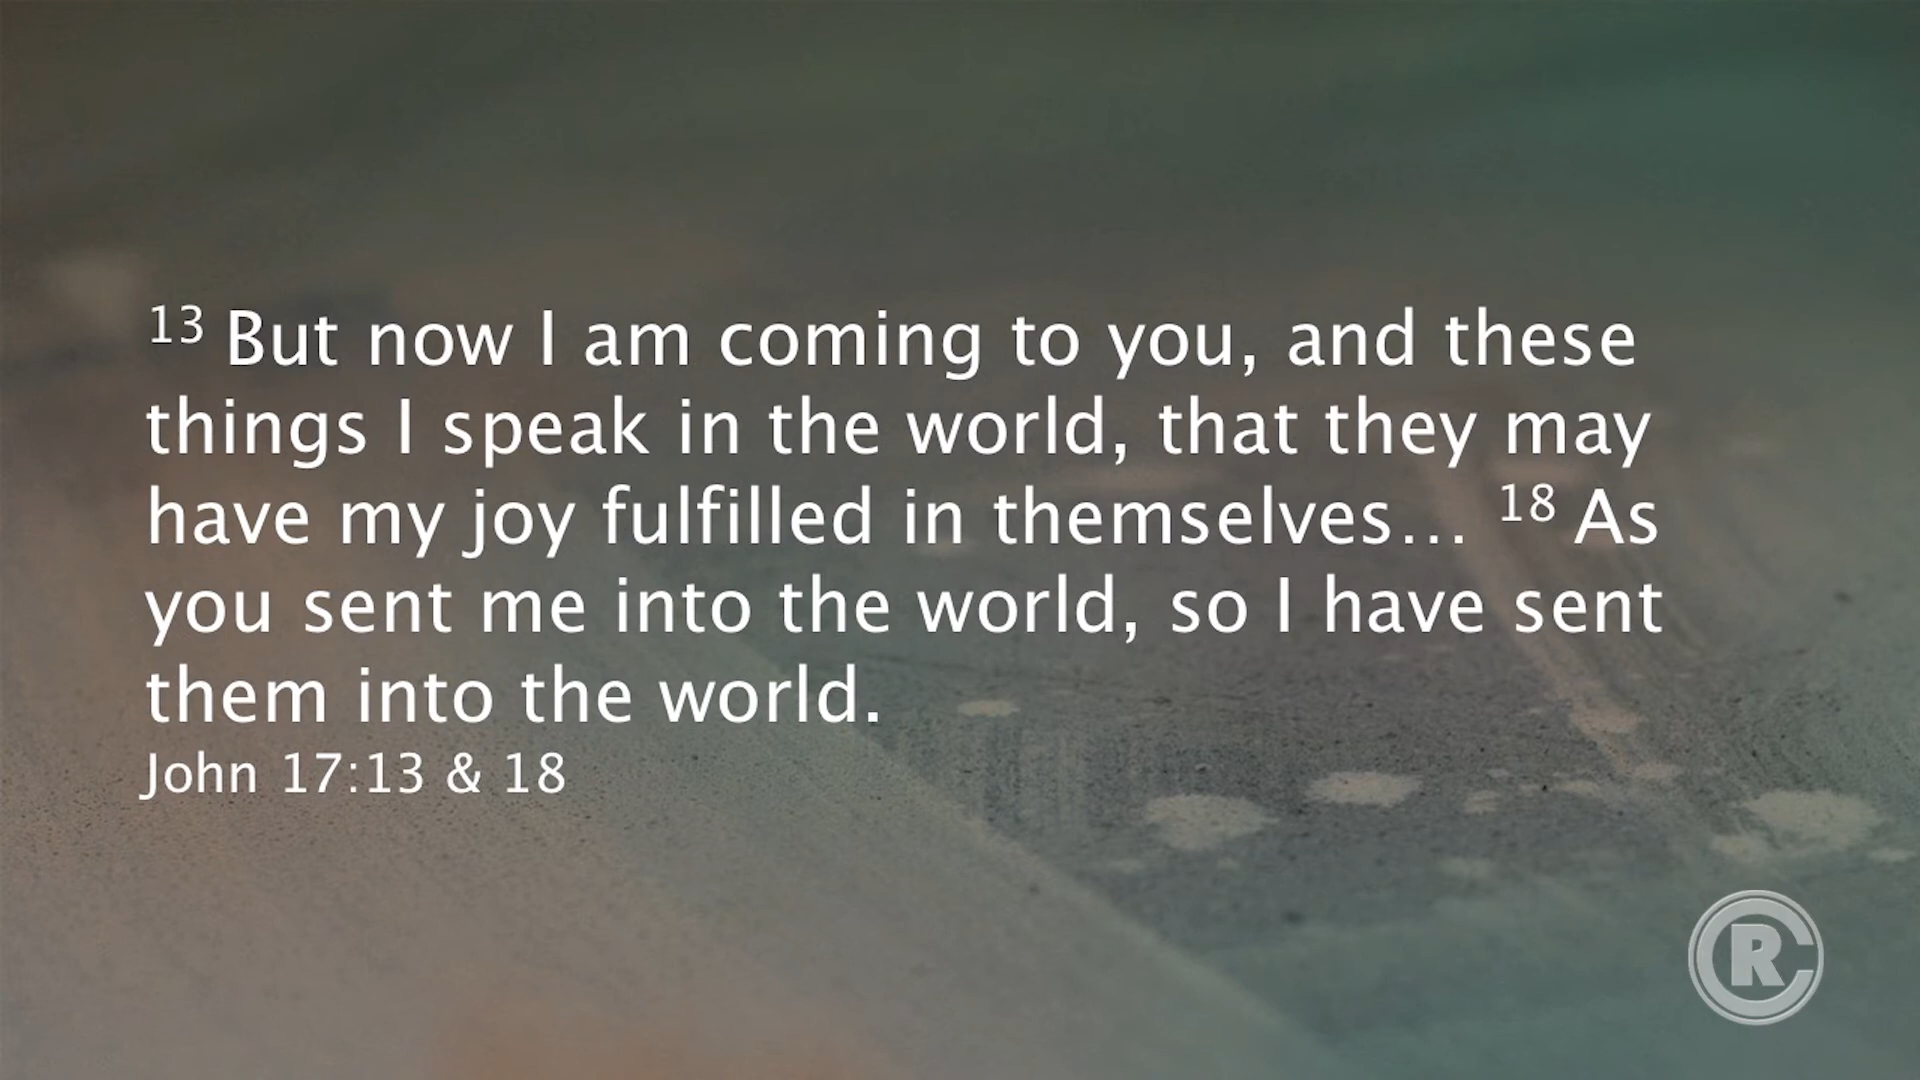 13 But now I am coming to you, and these
things I speak in the world, that they may
have my joy fulfilled in themselves... 18 As
you sent me into the world, so I have sent
them into the world.
John 17:13 & 18
CR